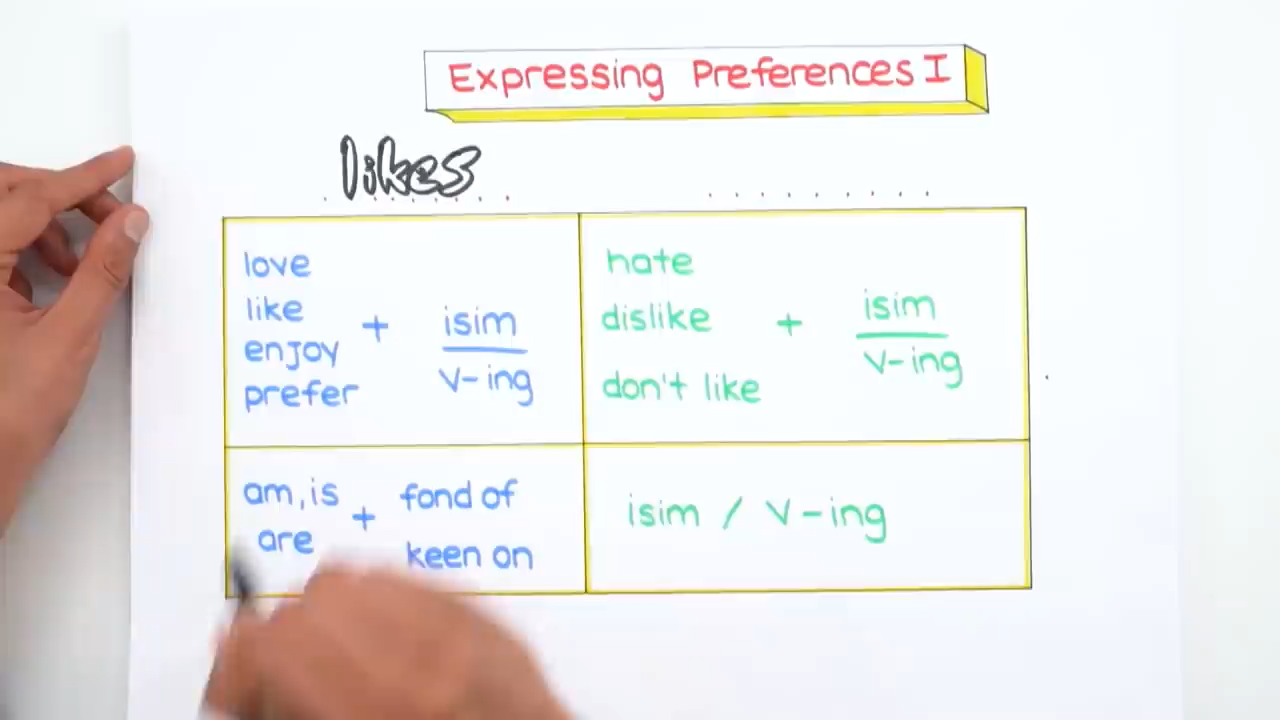 Expressing Preferences I
likes
love
like
enjoy
prefer
+
isim
v-ing
hate
dislike
don't like
+
isim
v-ing
am, is
are
+
fond of
keen on
isim / v-ing